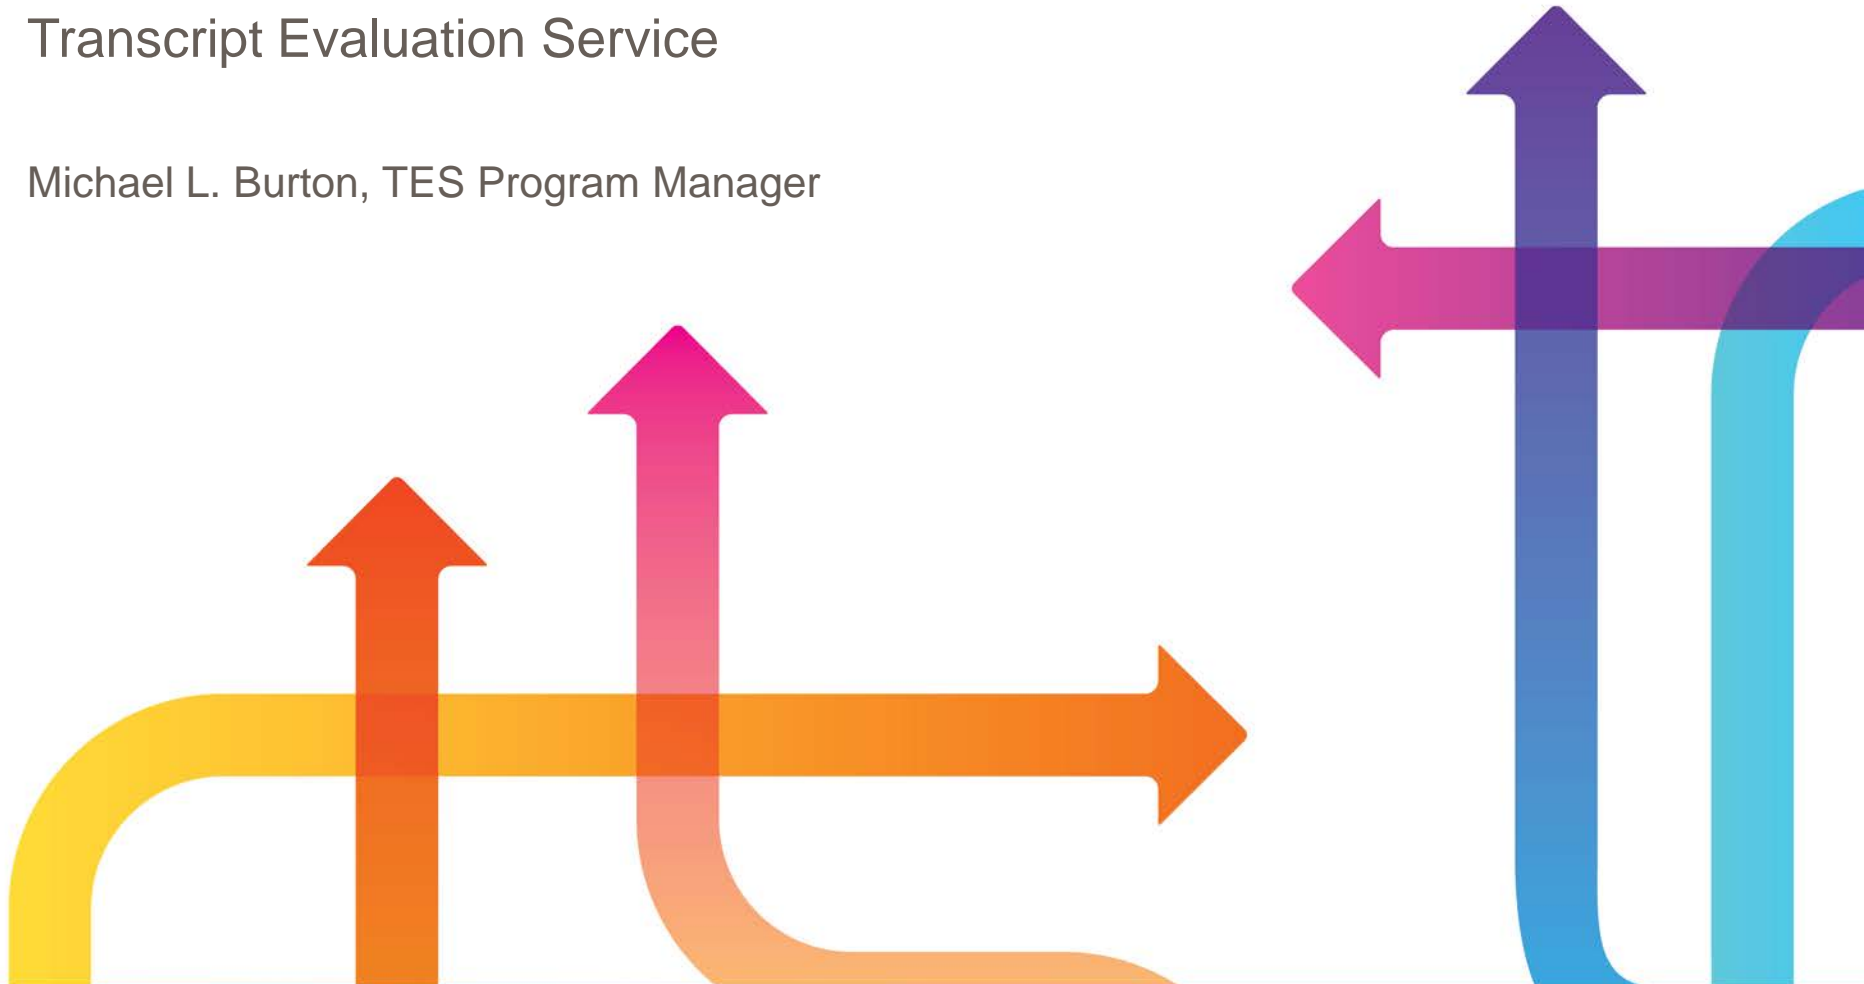 Transcript Evaluation Service
Michael L. Burton, TES Program Manager